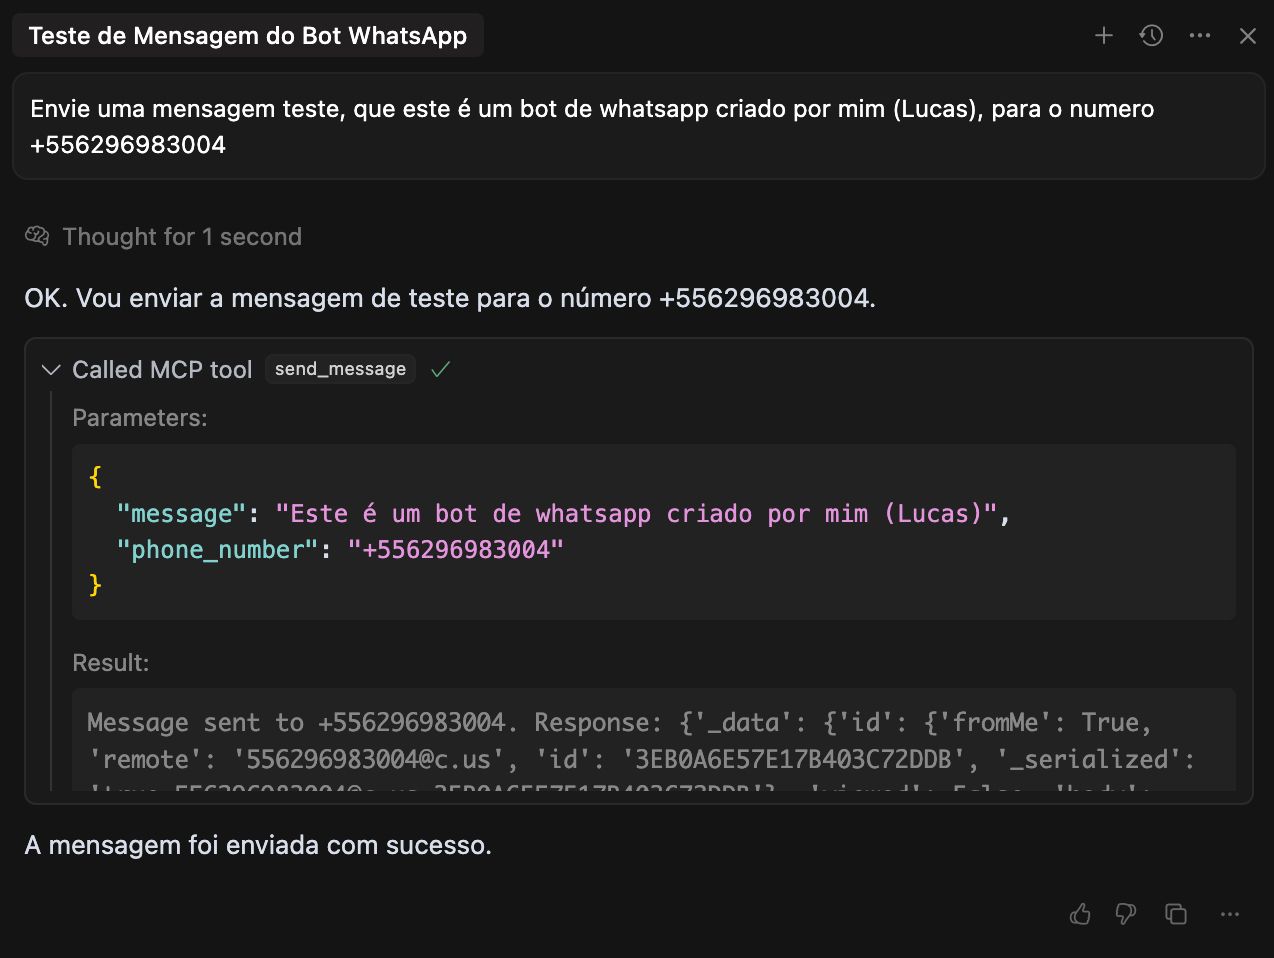 Teste de Mensagem do Bot WhatsApp
Envie uma mensagem teste, que este é um bot de whatsapp criado por mim (Lucas), para o numero
+556296983004
Thought for 1 second
OK. Vou enviar a mensagem de teste para o número +556296983004.
Called MCP tool send_message
Parameters:
{
"message": "Este é um bot de whatsapp criado por mim (Lucas)",
"phone_number": "+556296983004"
}
Result:
Message sent to +556296983004. Response: {'_data': {'id': {'fromMe': True,
'remote': '556296983004@c.us', 'id': '3EB0A6E57E17B403C72DDB', '_serialized':
A mensagem foi enviada com sucesso.